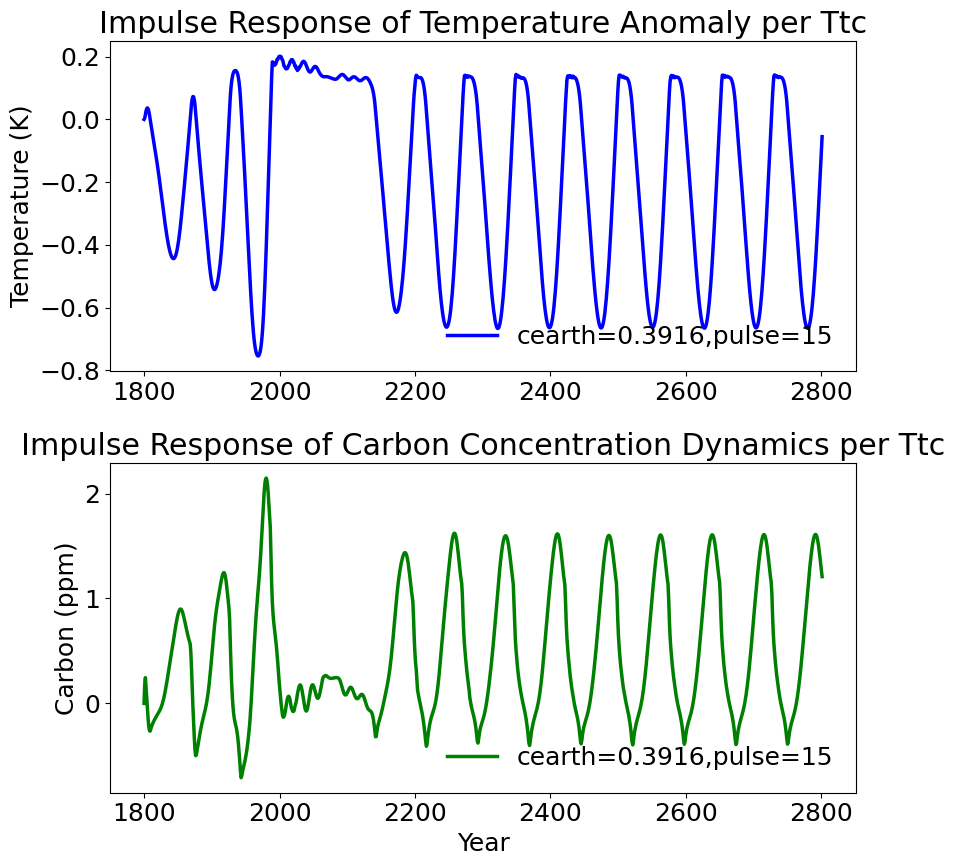 Impulse Response of Temperature Anomaly per Ttc
Temperature (K)
0.2
0.0
−0.2
−0.4
−0.6
−0.8
cearth=0.3916,pulse=15
1800 2000 2200 2400 2600 2800
Impulse Response of Carbon Concentration Dynamics per Ttc
Carbon (ppm)
2
1
0
cearth=0.3916,pulse=15
1800 2000 2200 2400 2600 2800
Year